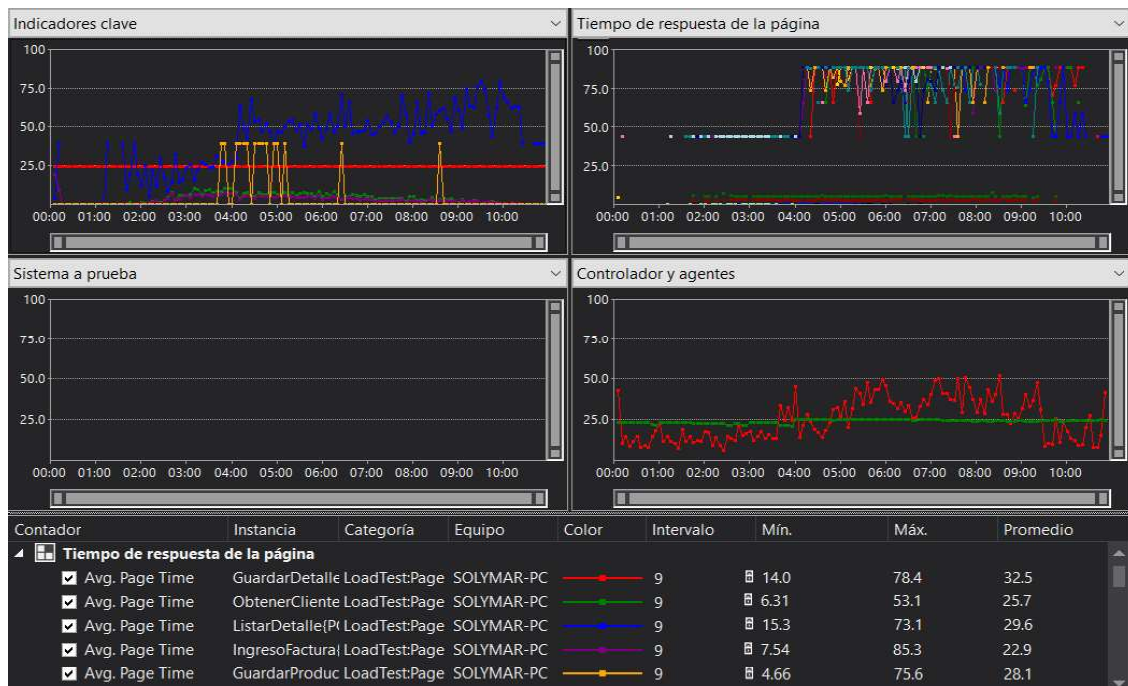 Indicadores clave
Tiempo de respuesta de la página
100
75.0
50.0
25.0
00:00 01:00 02:00 03:00 04:00 05:00 06:00 07:00 08:00 09:00 10:00
100
75.0
50.0
25.0
00:00 01:00 02:00 03:00 04:00 05:00 06:00 07:00 08:00 09:00 10:00
Sistema a prueba
Controlador y agentes
100
75.0
50.0
25.0
00:00 01:00 02:00 03:00 04:00 05:00 06:00 07:00 08:00 09:00 10:00
100
75.0
50.0
25.0
00:00 01:00 02:00 03:00 04:00 05:00 06:00 07:00 08:00 09:00 10:00
Contador Instancia Categoría Equipo Color Intervalo Mín. Máx. Promedio
Tiempo de respuesta de la página
Avg. Page Time GuardarDetalle LoadTest:Page SOLYMAR-PC 9 14.0 78.4 32.5
Avg. Page Time ObtenerCliente LoadTest:Page SOLYMAR-PC 9 6.31 53.1 25.7
Avg. Page Time ListarDetalle{P( LoadTest:Page SOLYMAR-PC 9 15.3 73.1 29.6
Avg. Page Time IngresoFactura{ LoadTest:Page SOLYMAR-PC 9 7.54 85.3 22.9
Avg. Page Time GuardarProduc LoadTest:Page SOLYMAR-PC 9 4.66 75.6 28.1